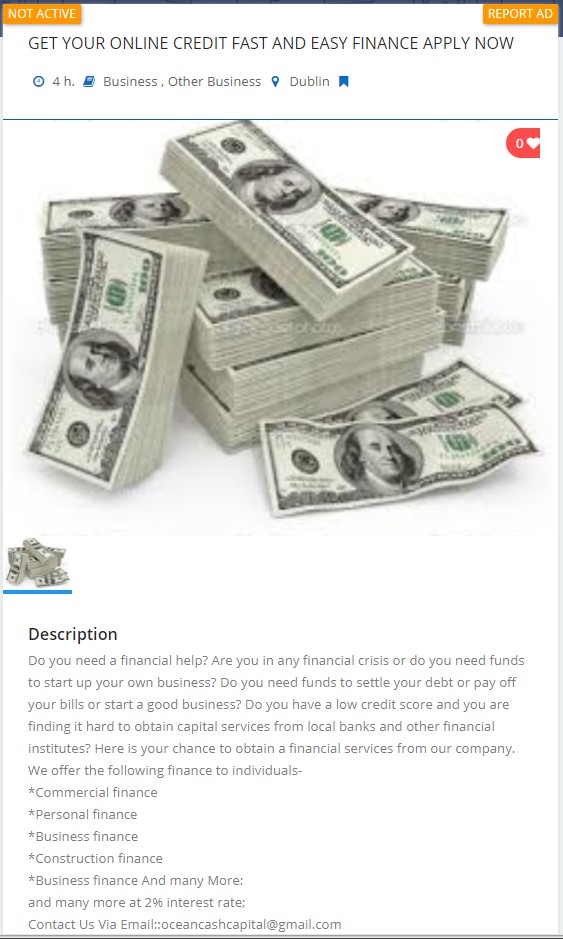 NOT ACTIVE
REPORT AD
GET YOUR ONLINE CREDIT FAST AND EASY FINANCE APPLY NOW
4 h. Business , Other Business Dublin
0
Description
Do you need a financial help? Are you in any financial crisis or do you need funds
to start up your own business? Do you need funds to settle your debt or pay off
your bills or start a good business? Do you have a low credit score and you are
finding it hard to obtain capital services from local banks and other financial
institutes? Here is your chance to obtain a financial services from our company.
We offer the following finance to individuals-
*Commercial finance
*Personal finance
*Business finance
*Construction finance
*Business finance And many More:
and many more at 2% interest rate;
Contact Us Via Email::oceancashcapital@gmail.com